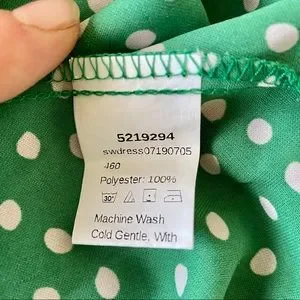 5219294
swdress07190705
460
Polyester: 100%
30°
Machine Wash
Cold Gentle, With